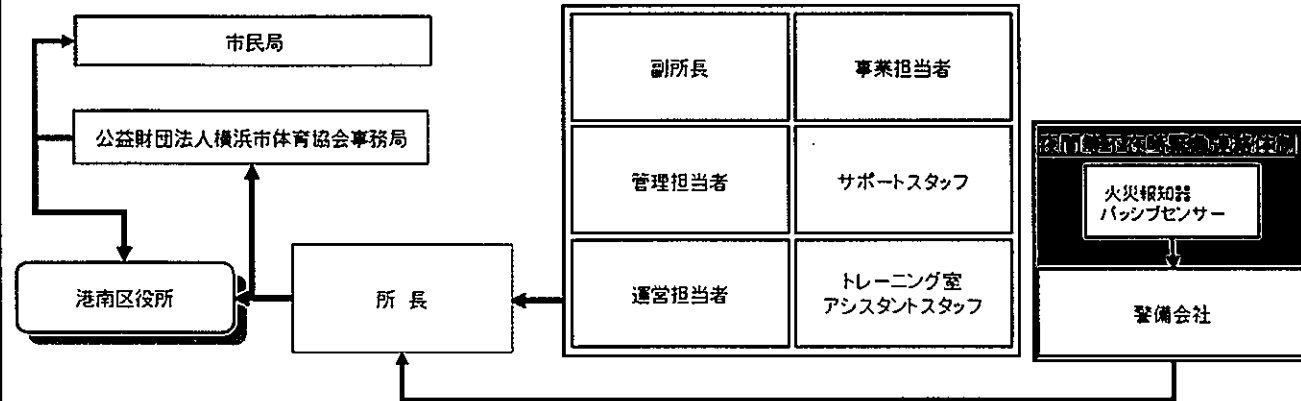 市民局
公益財団法人横浜市体育協会事務局
港南区役所
所 長
副所長
事業担当者
管理担当者
サポートスタッフ
運営担当者
トレーニング室
アシスタントスタッフ
火災報知器
パッシブセンサー
警備会社